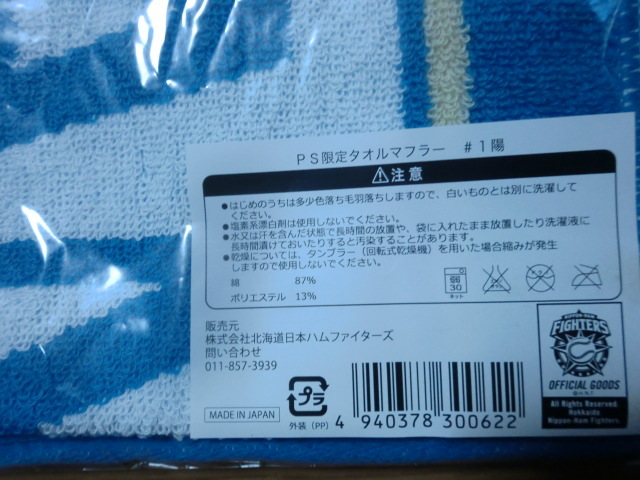 PS限定タオルマフラー ＃1陽
⚠注意
●はじめのうちは多少色落ち毛羽落ちしますので、白いものとは別に洗濯して
ください。
●塩素系漂白剤は使用しないでください。
●水又は汗を含んだ状態で長時間の放置や、袋に入れたまま放置したり洗濯液に
長時間漬けておいたりすると汚染することがあります。
●乾燥については、タンブラー（回転式乾燥機）を用いた場合縮みが発生
しますので使用しないでください。
綿 87%
ポリエステル 13%
30
ネット
販売元
株式会社北海道日本ハムファイターズ
問い合わせ
011-857-3939
MADE IN JAPAN
プラ
外装（PP）
4 940378 300622
NIPPON-HAM
FIGHTERS
OFFICIAL GOODS
All Rights Reserved.
Hokkaido
Nippon-Ham Fighters.